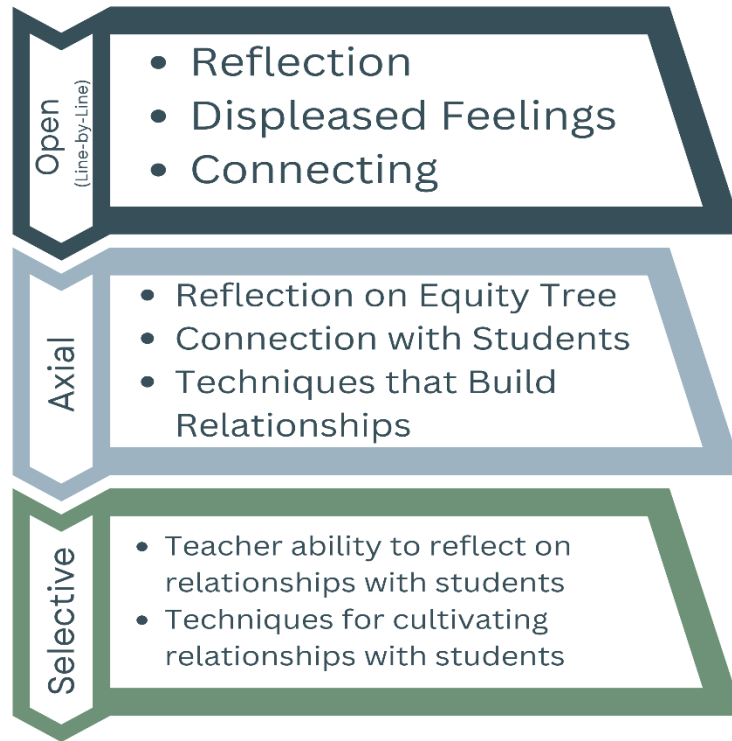 Open
(Line-by-Line)
• Reflection
• Displeased Feelings
• Connecting
Axial
• Reflection on Equity Tree
• Connection with Students
• Techniques that Build
Relationships
Selective
• Teacher ability to reflect on
relationships with students
• Techniques for cultivating
relationships with students